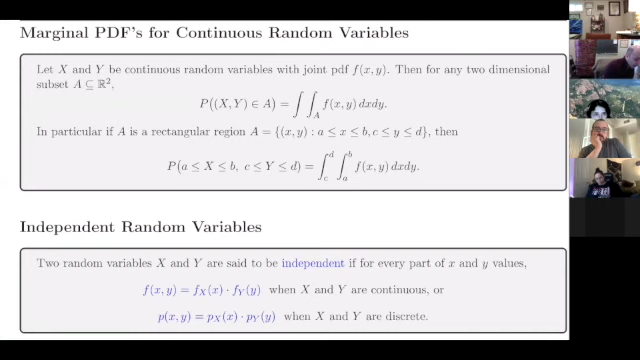 Marginal PDF's for Continuous Random Variables
Let X and Y be continuous random variables with joint pdf f(x, y). Then for any two dimensional
subset A ⊆ ℝ²,
P((X, Y) ∈ A) = ∫ ∫_A f(x, y) dxdy.
In particular if A is a rectangular region A = {(x, y) : a ≤ x ≤ b, c ≤ y ≤ d}, then
P(a ≤ X ≤ b, c ≤ Y ≤ d) = ∫_c^d ∫_a^b f(x, y) dxdy.
Independent Random Variables
Two random variables X and Y are said to be independent if for every part of x and y values,
f(x, y) = f_X(x) · f_Y(y) when X and Y are continuous, or
p(x, y) = p_X(x) · p_Y(y) when X and Y are discrete.